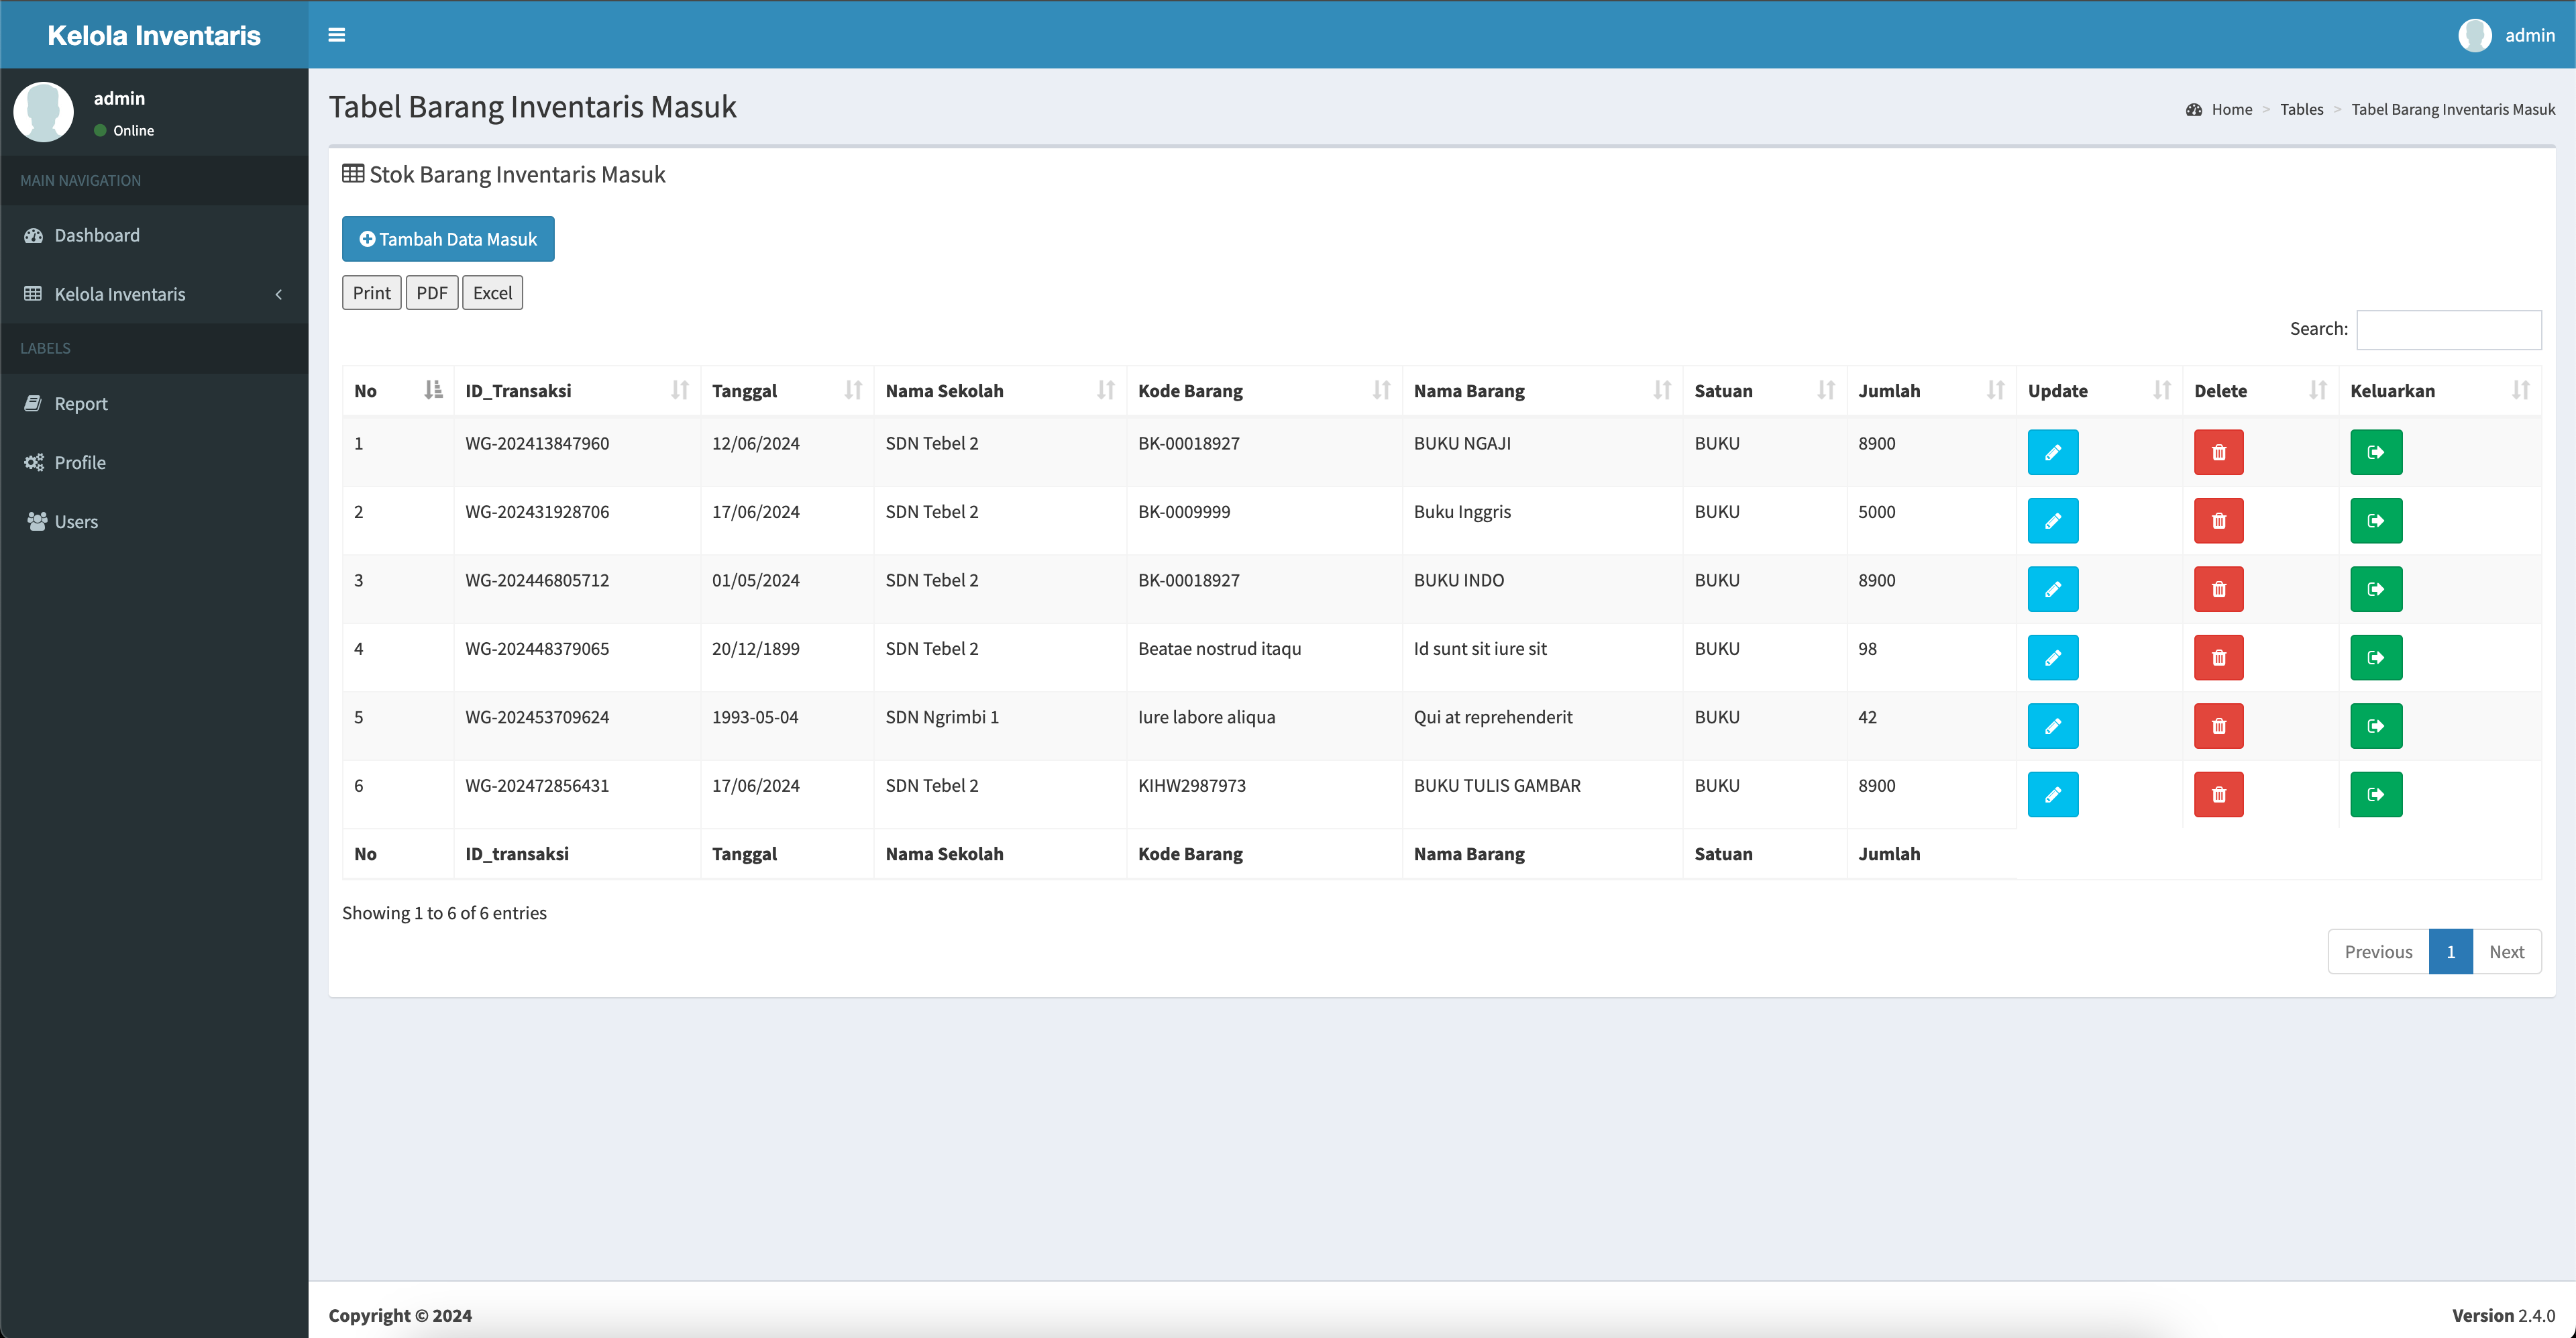 Kelola Inventaris
admin
admin
Online
MAIN NAVIGATION
Dashboard
Kelola Inventaris
LABELS
Report
Profile
Users
Tabel Barang Inventaris Masuk
Home > Tables > Tabel Barang Inventaris Masuk
Stok Barang Inventaris Masuk
Tambah Data Masuk
Print PDF Excel
Search:
No ID_Transaksi Tanggal Nama Sekolah Kode Barang Nama Barang Satuan Jumlah Update Delete Keluarkan
1 WG-202413847960 12/06/2024 SDN Tebel 2 BK-00018927 BUKU NGAJI BUKU 8900
2 WG-202431928706 17/06/2024 SDN Tebel 2 BK-0009999 Buku Inggris BUKU 5000
3 WG-202446805712 01/05/2024 SDN Tebel 2 BK-00018927 BUKU INDO BUKU 8900
4 WG-202448379065 20/12/1899 SDN Tebel 2 Beatae nostrud itaqu Id sunt sit iure sit BUKU 98
5 WG-202453709624 1993-05-04 SDN Ngrimbi 1 Iure labore aliqua Qui at reprehenderit BUKU 42
6 WG-202472856431 17/06/2024 SDN Tebel 2 KIHW2987973 BUKU TULIS GAMBAR BUKU 8900
No ID_transaksi Tanggal Nama Sekolah Kode Barang Nama Barang Satuan Jumlah
Showing 1 to 6 of 6 entries
Previous 1 Next
Copyright © 2024
Version 2.4.0